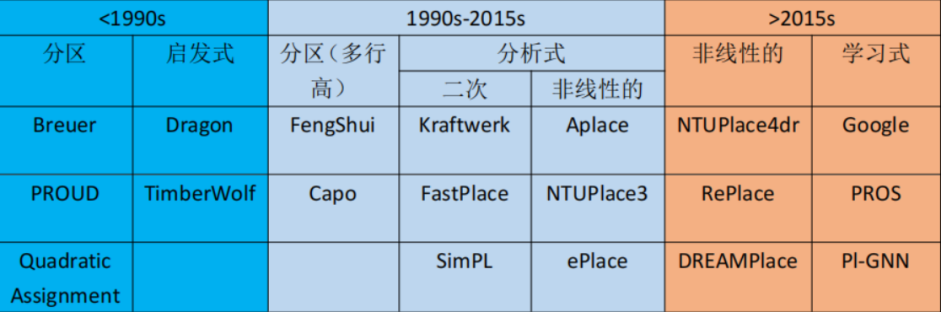 <1990s 1990s-2015s >2015s
分区 启发式 分区（多行高） 分析式 非线性的 学习式
二次 非线性的
Breuer Dragon FengShui Kraftwerk Aplace NTUPlace4dr Google
PROUD TimberWolf Capo FastPlace NTUPlace3 RePlace PROS
Quadratic Assignment SimPL ePlace DREAMPlace Pl-GNN